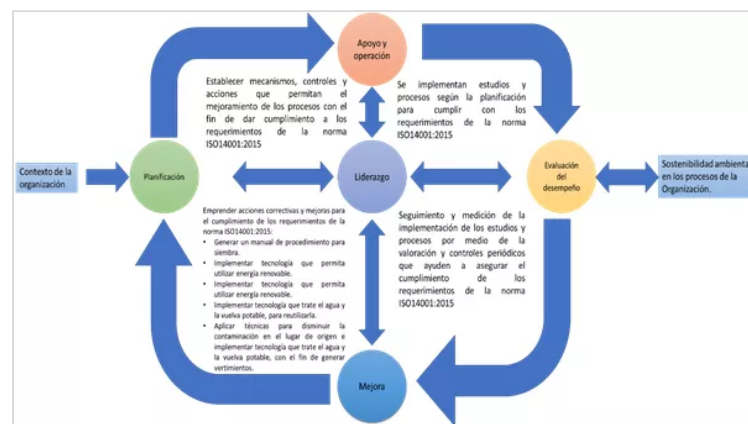 Apoyo y
operación
Establecer mecanismos, controles y
acciones que permitan el
mejoramiento de los procesos con el
fin de dar cumplimiento a los
requerimientos de la norma
ISO14001:2015
Se implementan estudios y
procesos según la planificación
para cumplir con los
requerimientos de la norma
ISO14001:2015
Contexto de la
organización
Planificación
Liderazgo
Evaluación
del
desempeño
Sostenibilidad ambienta
en los procesos de la
Organización.
Emprender acciones correctivas y mejoras para
el cumplimiento de los requerimientos de la
norma ISO14001:2015:
• Generar un manual de procedimiento para
siembra.
• Implementar tecnología que permita
utilizar energía renovable.
• Implementar tecnología que permita
utilizar energía renovable.
• Implementar tecnología que trate el agua y
la vuelva potable, para reutilizarla.
• Aplicar técnicas para disminuir la
contaminación en el lugar de origen e
implementar tecnología que trate el agua y
la vuelva potable, con el fin de generar
vertimientos.
Seguimiento y medición de la
implementación de los estudios y
procesos por medio de la
valoración y controles periódicos
que ayuden a asegurar el
cumplimiento de los
requerimientos de la norma
ISO14001:2015
Mejora